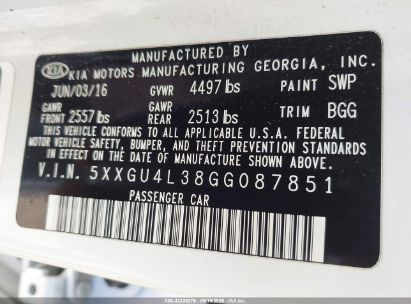 MANUFACTURED BY
KIA KIA MOTORS MANUFACTURING GEORGIA, INC.
JUN/03/16 GVWR 4497 lbs PAINT SWP
GAWR FRONT 2557 lbs GAWR REAR 2513 lbs TRIM BGG
THIS VEHICLE CONFORMS TO ALL APPLICABLE U.S.A. FEDERAL
MOTOR VEHICLE SAFETY, BUMPER, AND THEFT PREVENTION STANDARDS
IN EFFECT ON THE DATE OF MANUFACTURE SHOWN ABOVE.
V.I.N. 5XXGU4L38GG087851
PASSENGER CAR